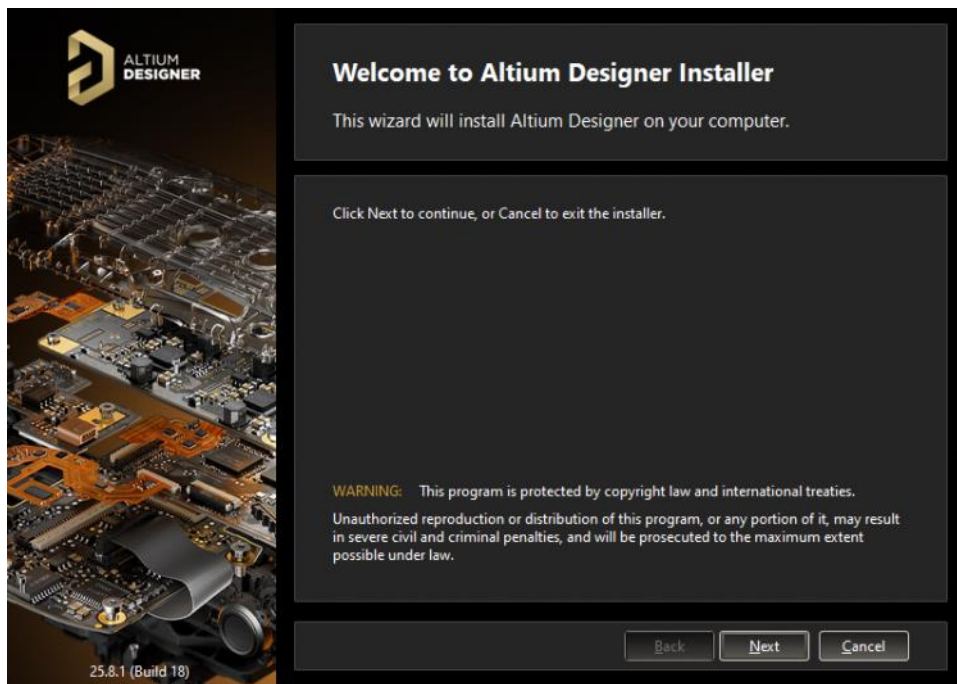 ALTIUM
DESIGNER
Welcome to Altium Designer Installer
This wizard will install Altium Designer on your computer.
Click Next to continue, or Cancel to exit the installer.
WARNING: This program is protected by copyright law and international treaties.
Unauthorized reproduction or distribution of this program, or any portion of it, may result
in severe civil and criminal penalties, and will be prosecuted to the maximum extent
possible under law.
Back Next Cancel
25.8.1 (Build 18)